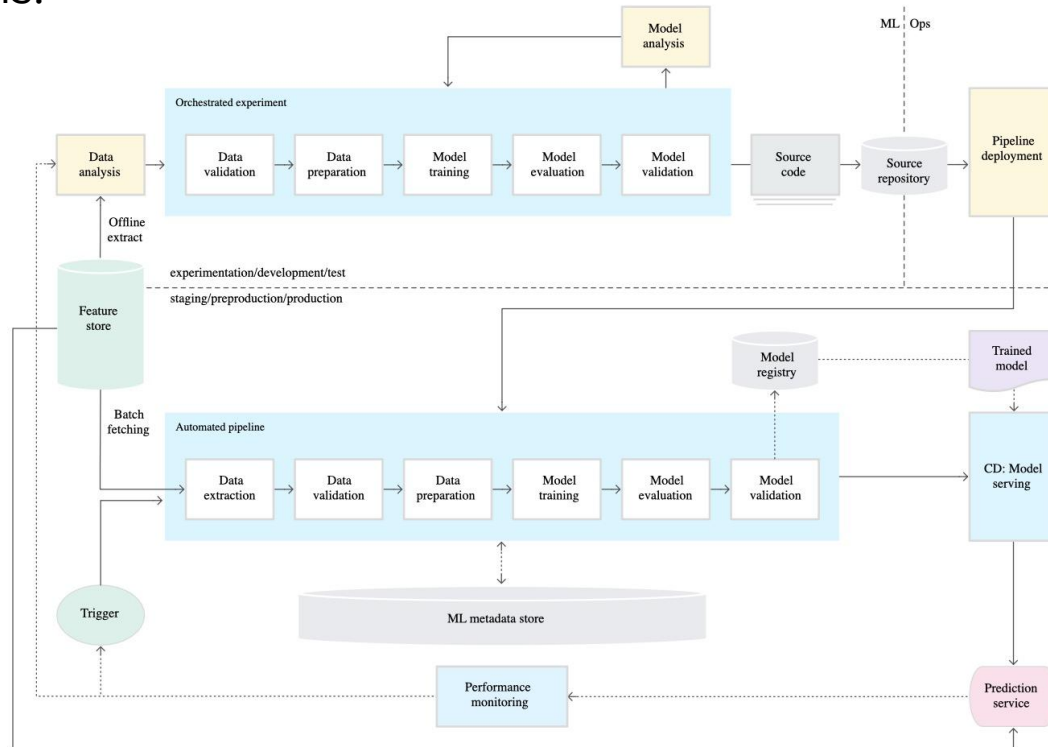 ML Ops
Model
analysis
Orchestrated experiment
Data
analysis
Data
validation
Data
preparation
Model
training
Model
evaluation
Model
validation
Source
code
Source
repository
Pipeline
deployment
Offline
extract
experimentation/development/test
staging/preproduction/production
Feature
store
Model
registry
Trained
model
Batch
fetching
Automated pipeline
Data
extraction
Data
validation
Data
preparation
Model
training
Model
evaluation
Model
validation
CD: Model
serving
Trigger
ML metadata store
Performance
monitoring
Prediction
service